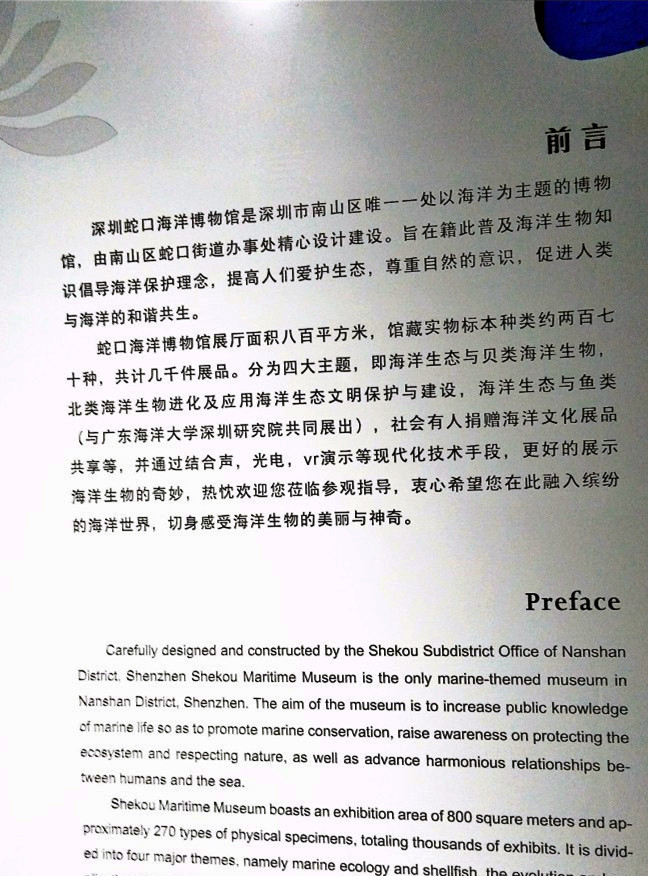 前言
深圳蛇口海洋博物馆是深圳市南山区唯一一处以海洋为主题的博物
馆，由南山区蛇口街道办事处精心设计建设。旨在籍此普及海洋生物知
识倡导海洋保护理念，提高人们爱护生态，尊重自然的意识，促进人类
与海洋的和谐共生。
蛇口海洋博物馆展厅面积八百平方米，馆藏实物标本种类约两百七
十种，共计几千件展品。分为四大主题，即海洋生态与贝类海洋生物，
北类海洋生物进化及应用海洋生态文明保护与建设，海洋生态与鱼类
（与广东海洋大学深圳研究院共同展出），社会有人捐赠海洋文化展品
共享等，并通过结合声，光电，vr演示等现代化技术手段，更好的展示
海洋生物的奇妙，热忱欢迎您莅临参观指导，衷心希望您在此融入缤纷
的海洋世界，切身感受海洋生物的美丽与神奇。
Preface
Carefully designed and constructed by the Shekou Subdistrict Office of Nanshan
District, Shenzhen Shekou Maritime Museum is the only marine-themed museum in
Nanshan District, Shenzhen. The aim of the museum is to increase public knowledge
of marine life so as to promote marine conservation, raise awareness on protecting the
ecosystem and respecting nature, as well as advance harmonious relationships be-
tween humans and the sea.
Shekou Maritime Museum boasts an exhibition area of 800 square meters and ap-
proximately 270 types of physical specimens, totaling thousands of exhibits. It is divid-
ed into four major themes, namely marine ecology and shellfish, the evolution